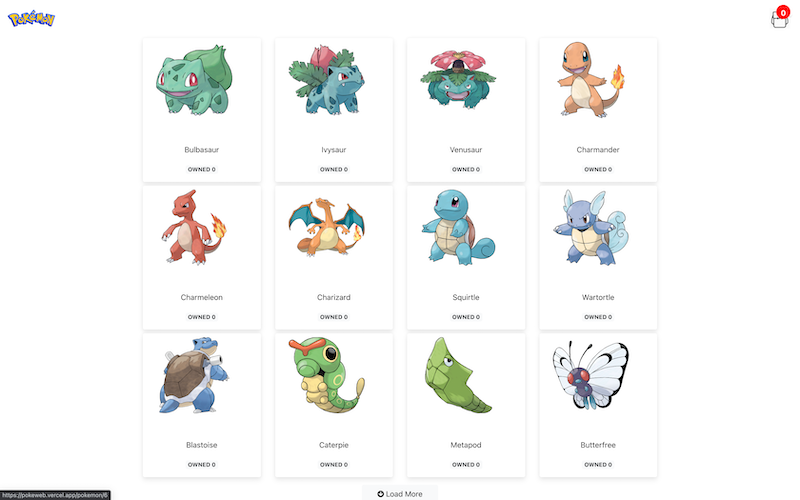 Pokémon
0
Bulbasaur
Ivysaur
Venusaur
Charmander
OWNED 0
OWNED 0
OWNED 0
OWNED 0
Charmeleon
Charizard
Squirtle
Wartortle
OWNED 0
OWNED 0
OWNED 0
OWNED 0
Blastoise
Caterpie
Metapod
Butterfree
OWNED 0
OWNED 0
OWNED 0
OWNED 0
Load More
https://pokeweb.vercel.app/pokemon/6